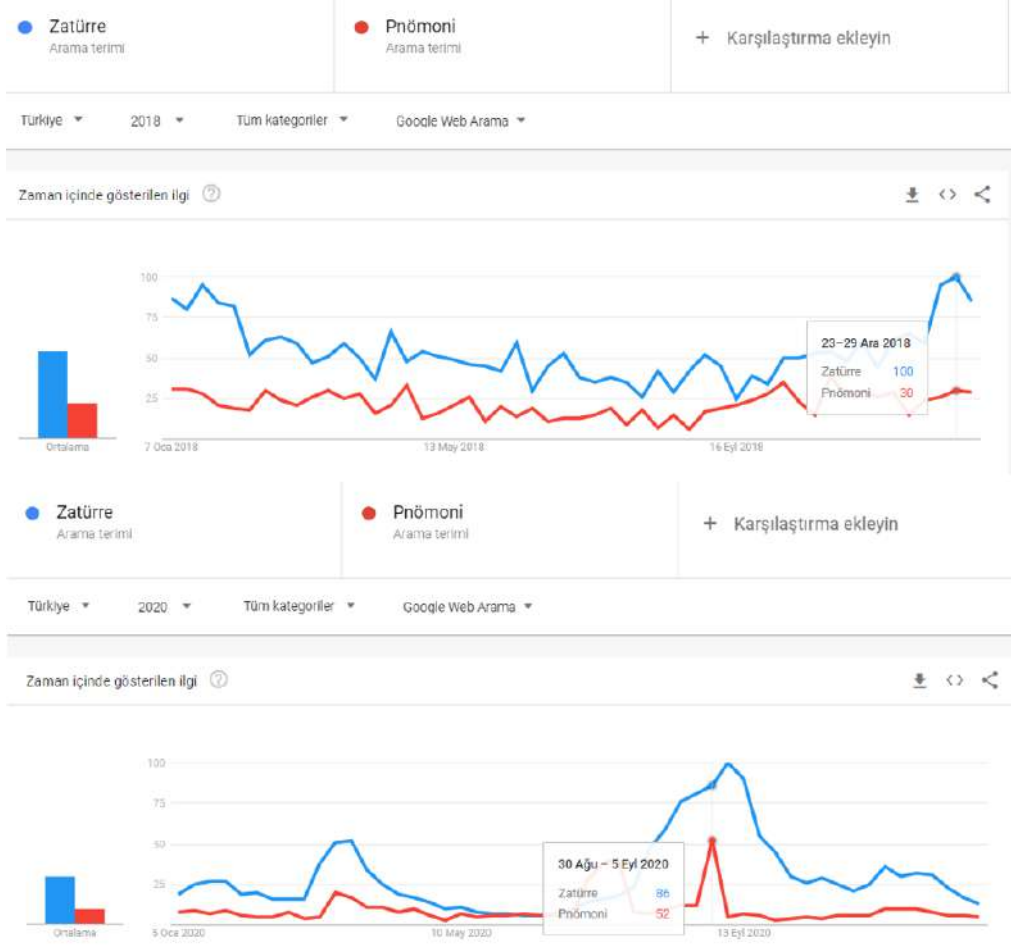 Zatürre
Arama terimi
Pnömoni
Arama terimi
+ Karşılaştırma ekleyin
Türkiye 2018 Tüm kategoriler Google Web Arama
Zaman içinde gösterilen ilgi
100
75
50
25
23–29 Ara 2018
Zatürre 100
Pnömoni 30
Ortalama
7 Oca 2018 13 May 2018 16 Eyl 2018
Zatürre
Arama terimi
Pnömoni
Arama terimi
+ Karşılaştırma ekleyin
Türkiye 2020 Tüm kategoriler Google Web Arama
Zaman içinde gösterilen ilgi
100
75
50
25
30 Ağu – 5 Eyl 2020
Zatürre 86
Pnömoni 52
Ortalama
5 Oca 2020 10 May 2020 13 Eyl 2020